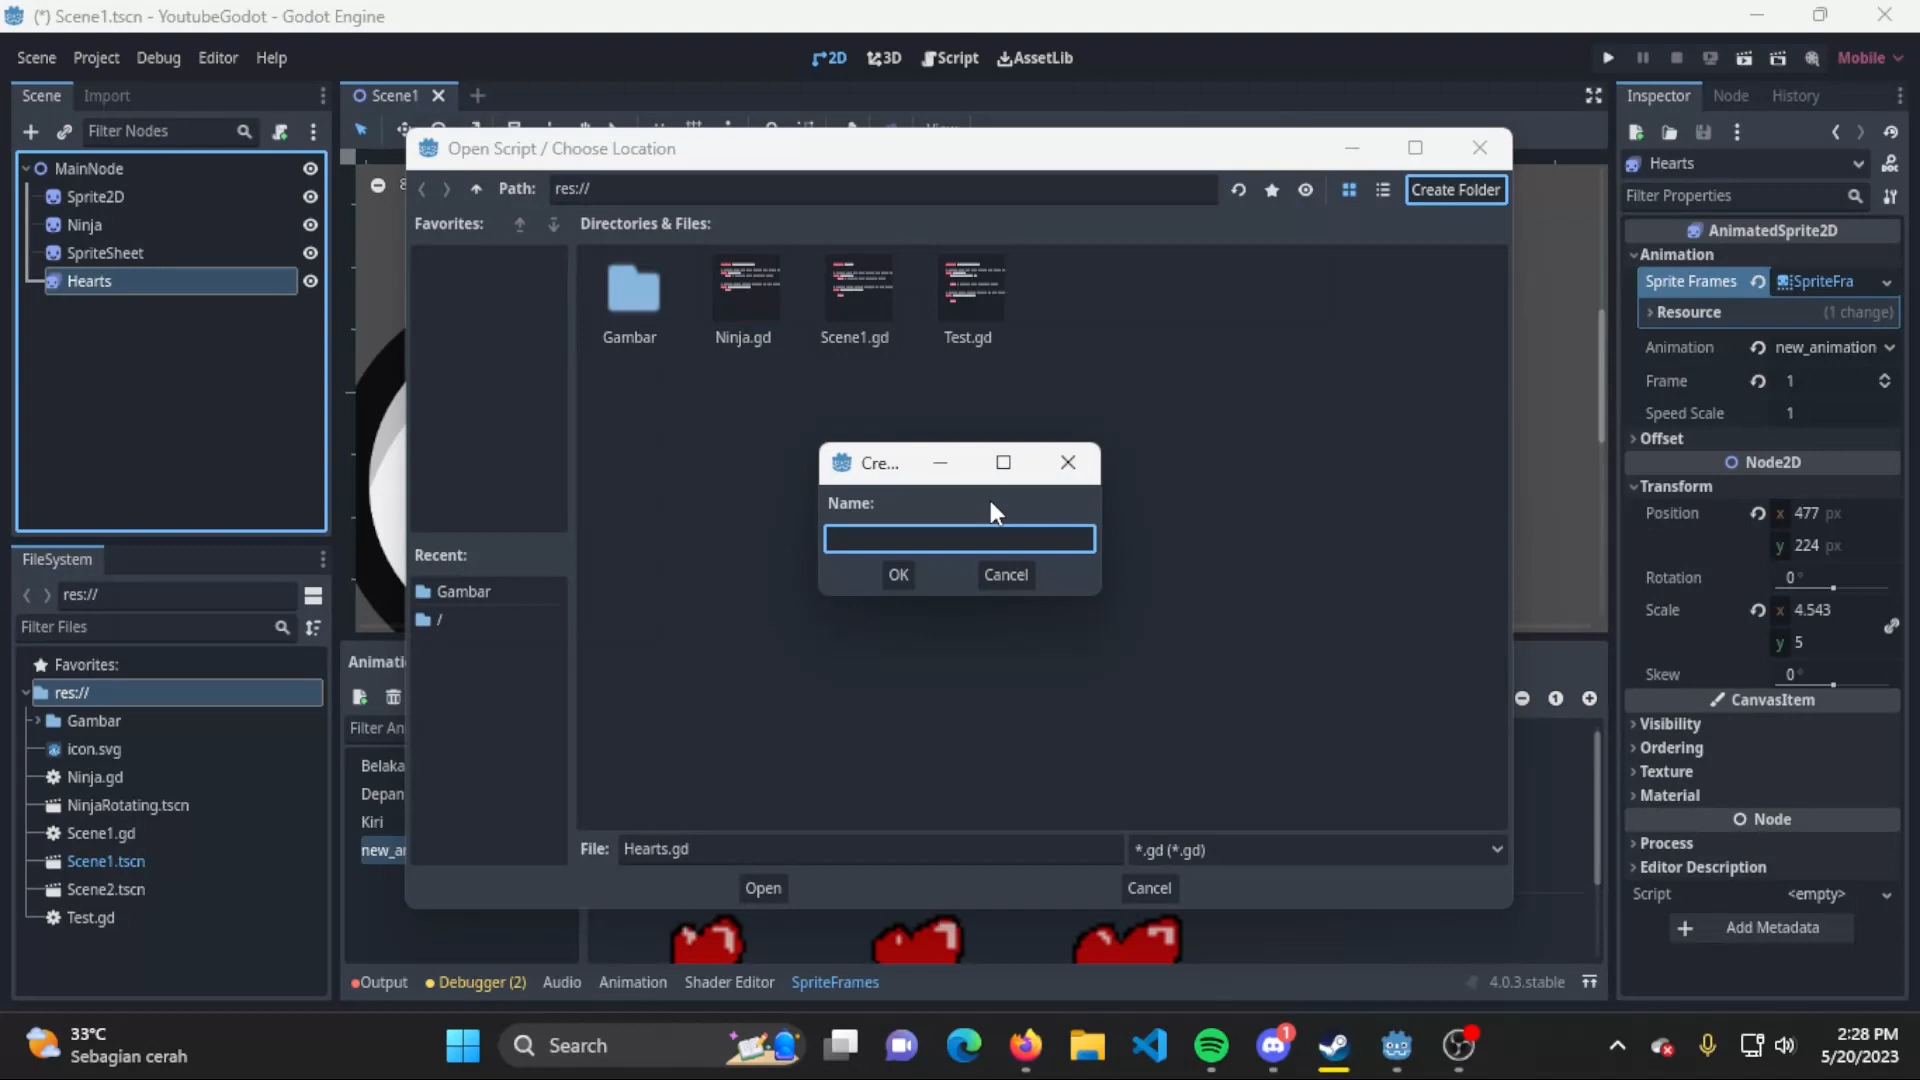 (*) Scene1.tscn - YoutubeGodot - Godot Engine
Scene Project Debug Editor Help
2D 3D Script AssetLib
Mobile
Scene Import
Scene1
Inspector Node History
Filter Nodes
MainNode
Sprite2D
Ninja
SpriteSheet
Hearts
Open Script / Choose Location
Path: res://
Create Folder
Favorites:
Directories & Files:
Gambar
Ninja.gd
Scene1.gd
Test.gd
Cre...
Name:
OK Cancel
Recent:
Gambar
/
File: Hearts.gd
*.gd (*.gd)
Open Cancel
Hearts
Filter Properties
AnimatedSprite2D
Animation
Sprite Frames SpriteFra
Resource (1 change)
Animation new_animation
Frame 1
Speed Scale 1
Offset
Node2D
Transform
Position x 477 px
y 224 px
Rotation 0°
Scale x 4.543
y 5
Skew 0°
CanvasItem
Visibility
Ordering
Texture
Material
Node
Process
Editor Description
Script <empty>
Add Metadata
FileSystem
res://
Filter Files
Favorites:
res://
Gambar
icon.svg
Ninja.gd
NinjaRotating.tscn
Scene1.gd
Scene1.tscn
Scene2.tscn
Test.gd
Animati
Filter An
Belaka
Depan
Kiri
new_a
Output Debugger (2) Audio Animation Shader Editor SpriteFrames
4.0.3.stable
33°C
Sebagian cerah
Search
1
2:28 PM
5/20/2023